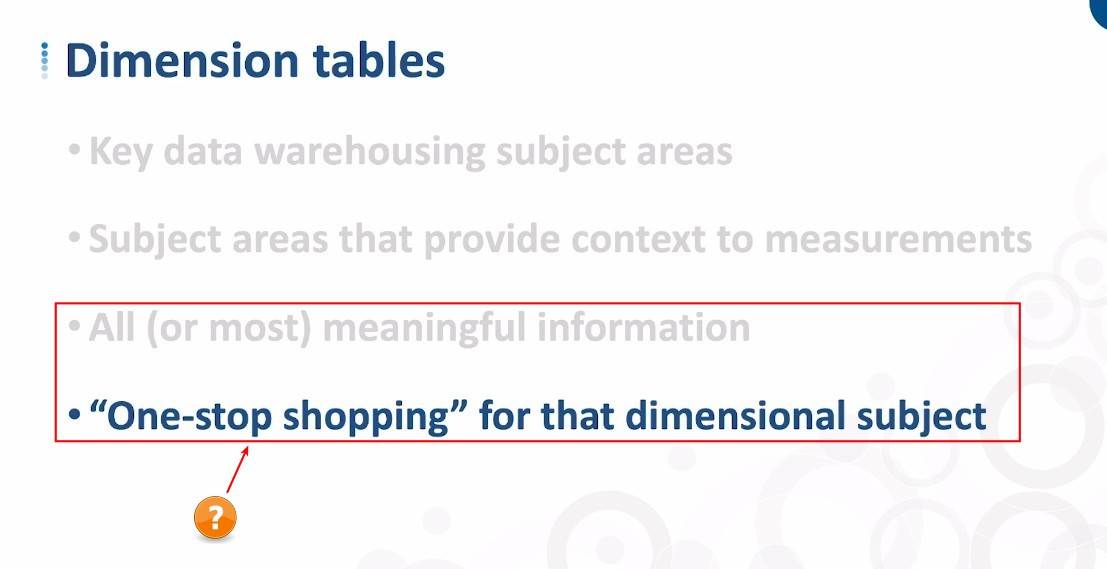 Dimension tables
• Key data warehousing subject areas
• Subject areas that provide context to measurements
• All (or most) meaningful information
• “One-stop shopping” for that dimensional subject
?